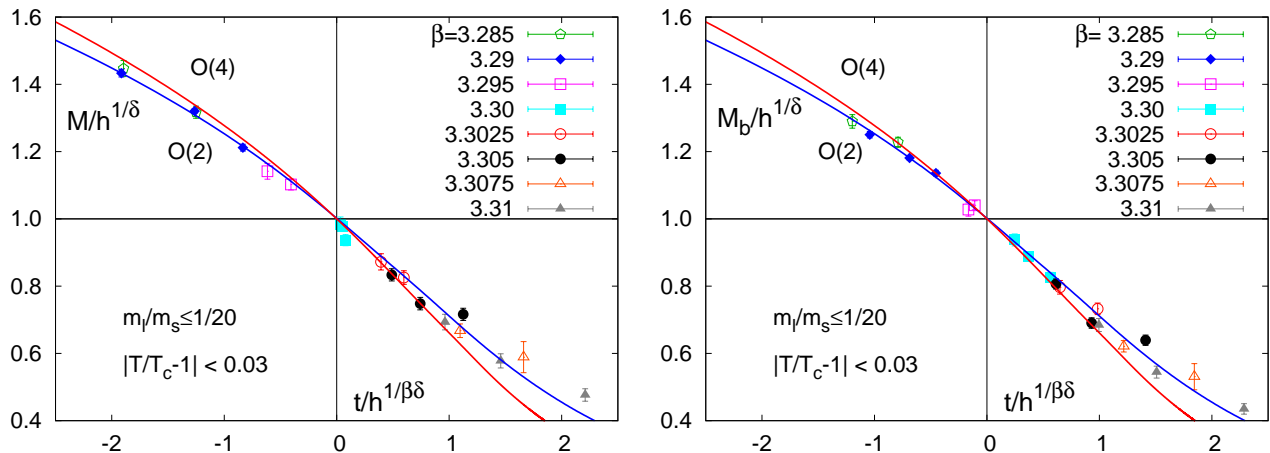 1.6
1.4
1.2
1.0
0.8
0.6
0.4
-2
-1
0
1
2
O(4)
M/h^{1/δ}
O(2)
β=3.285
3.29
3.295
3.30
3.3025
3.305
3.3075
3.31
m_l/m_s≤1/20
|T/T_c-1| < 0.03
t/h^{1/βδ}
1.6
1.4
1.2
1.0
0.8
0.6
0.4
-2
-1
0
1
2
O(4)
M_b/h^{1/δ}
O(2)
β= 3.285
3.29
3.295
3.30
3.3025
3.305
3.3075
3.31
m_l/m_s≤1/20
|T/T_c-1| < 0.03
t/h^{1/βδ}